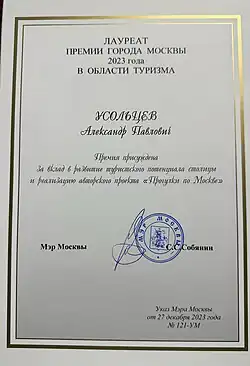 ЛАУРЕАТ
ПРЕМИИ ГОРОДА МОСКВЫ
2023 года
В ОБЛАСТИ ТУРИЗМА
УСОЛЬЦЕВ
Александр Павлович
Премия присуждена
за вклад в развитие туристского потенциала столицы
и реализацию авторского проекта «Прогулки по Москве»
Мэр Москвы
С.С.Собянин
МЭР МОСКВЫ
Указ Мэра Москвы
от 27 декабря 2023 года
№ 121-УМ